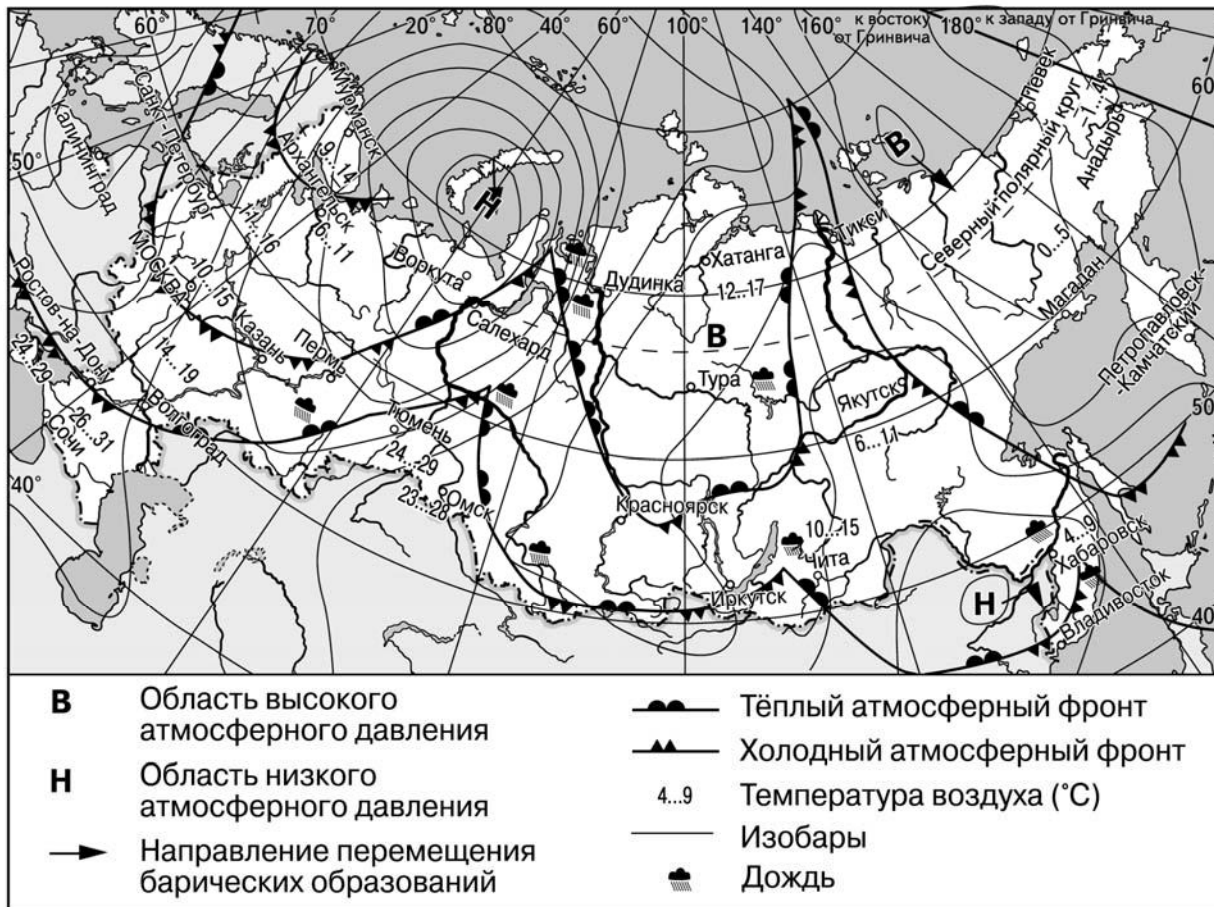 60°
70°
80°
20°
40°
60
100
140
160°
к востоку
от Гринвича
180°
к западу от Гринвича
60°
50°
40°
50°
40°
Калининград
Санкт-Петербург
Мурманск
Архангельск
9...14
11...16
6...11
МОСКВА
10...15
Воркута
Ростов-на-Дону
24...29
Казань
Пермь
Салехард
14...19
Волгоград
26...31
Сочи
Тюмень
24...29
Омск
23...28
Н
Дудинка
Хатанга
12...17
В
Тура
Тикси
В
Певек
Северный полярный круг
–1...4
Анадырь
0...5
Магадан
Петропавловск-
-Камчатский
Якутск
6...11
Красноярск
10...15
Чита
Иркутск
4...9
Хабаровск
Н
Владивосток
В Область высокого
атмосферного давления
Н Область низкого
атмосферного давления
Направление перемещения
барических образований
Тёплый атмосферный фронт
Холодный атмосферный фронт
4...9 Температура воздуха (°С)
Изобары
Дождь